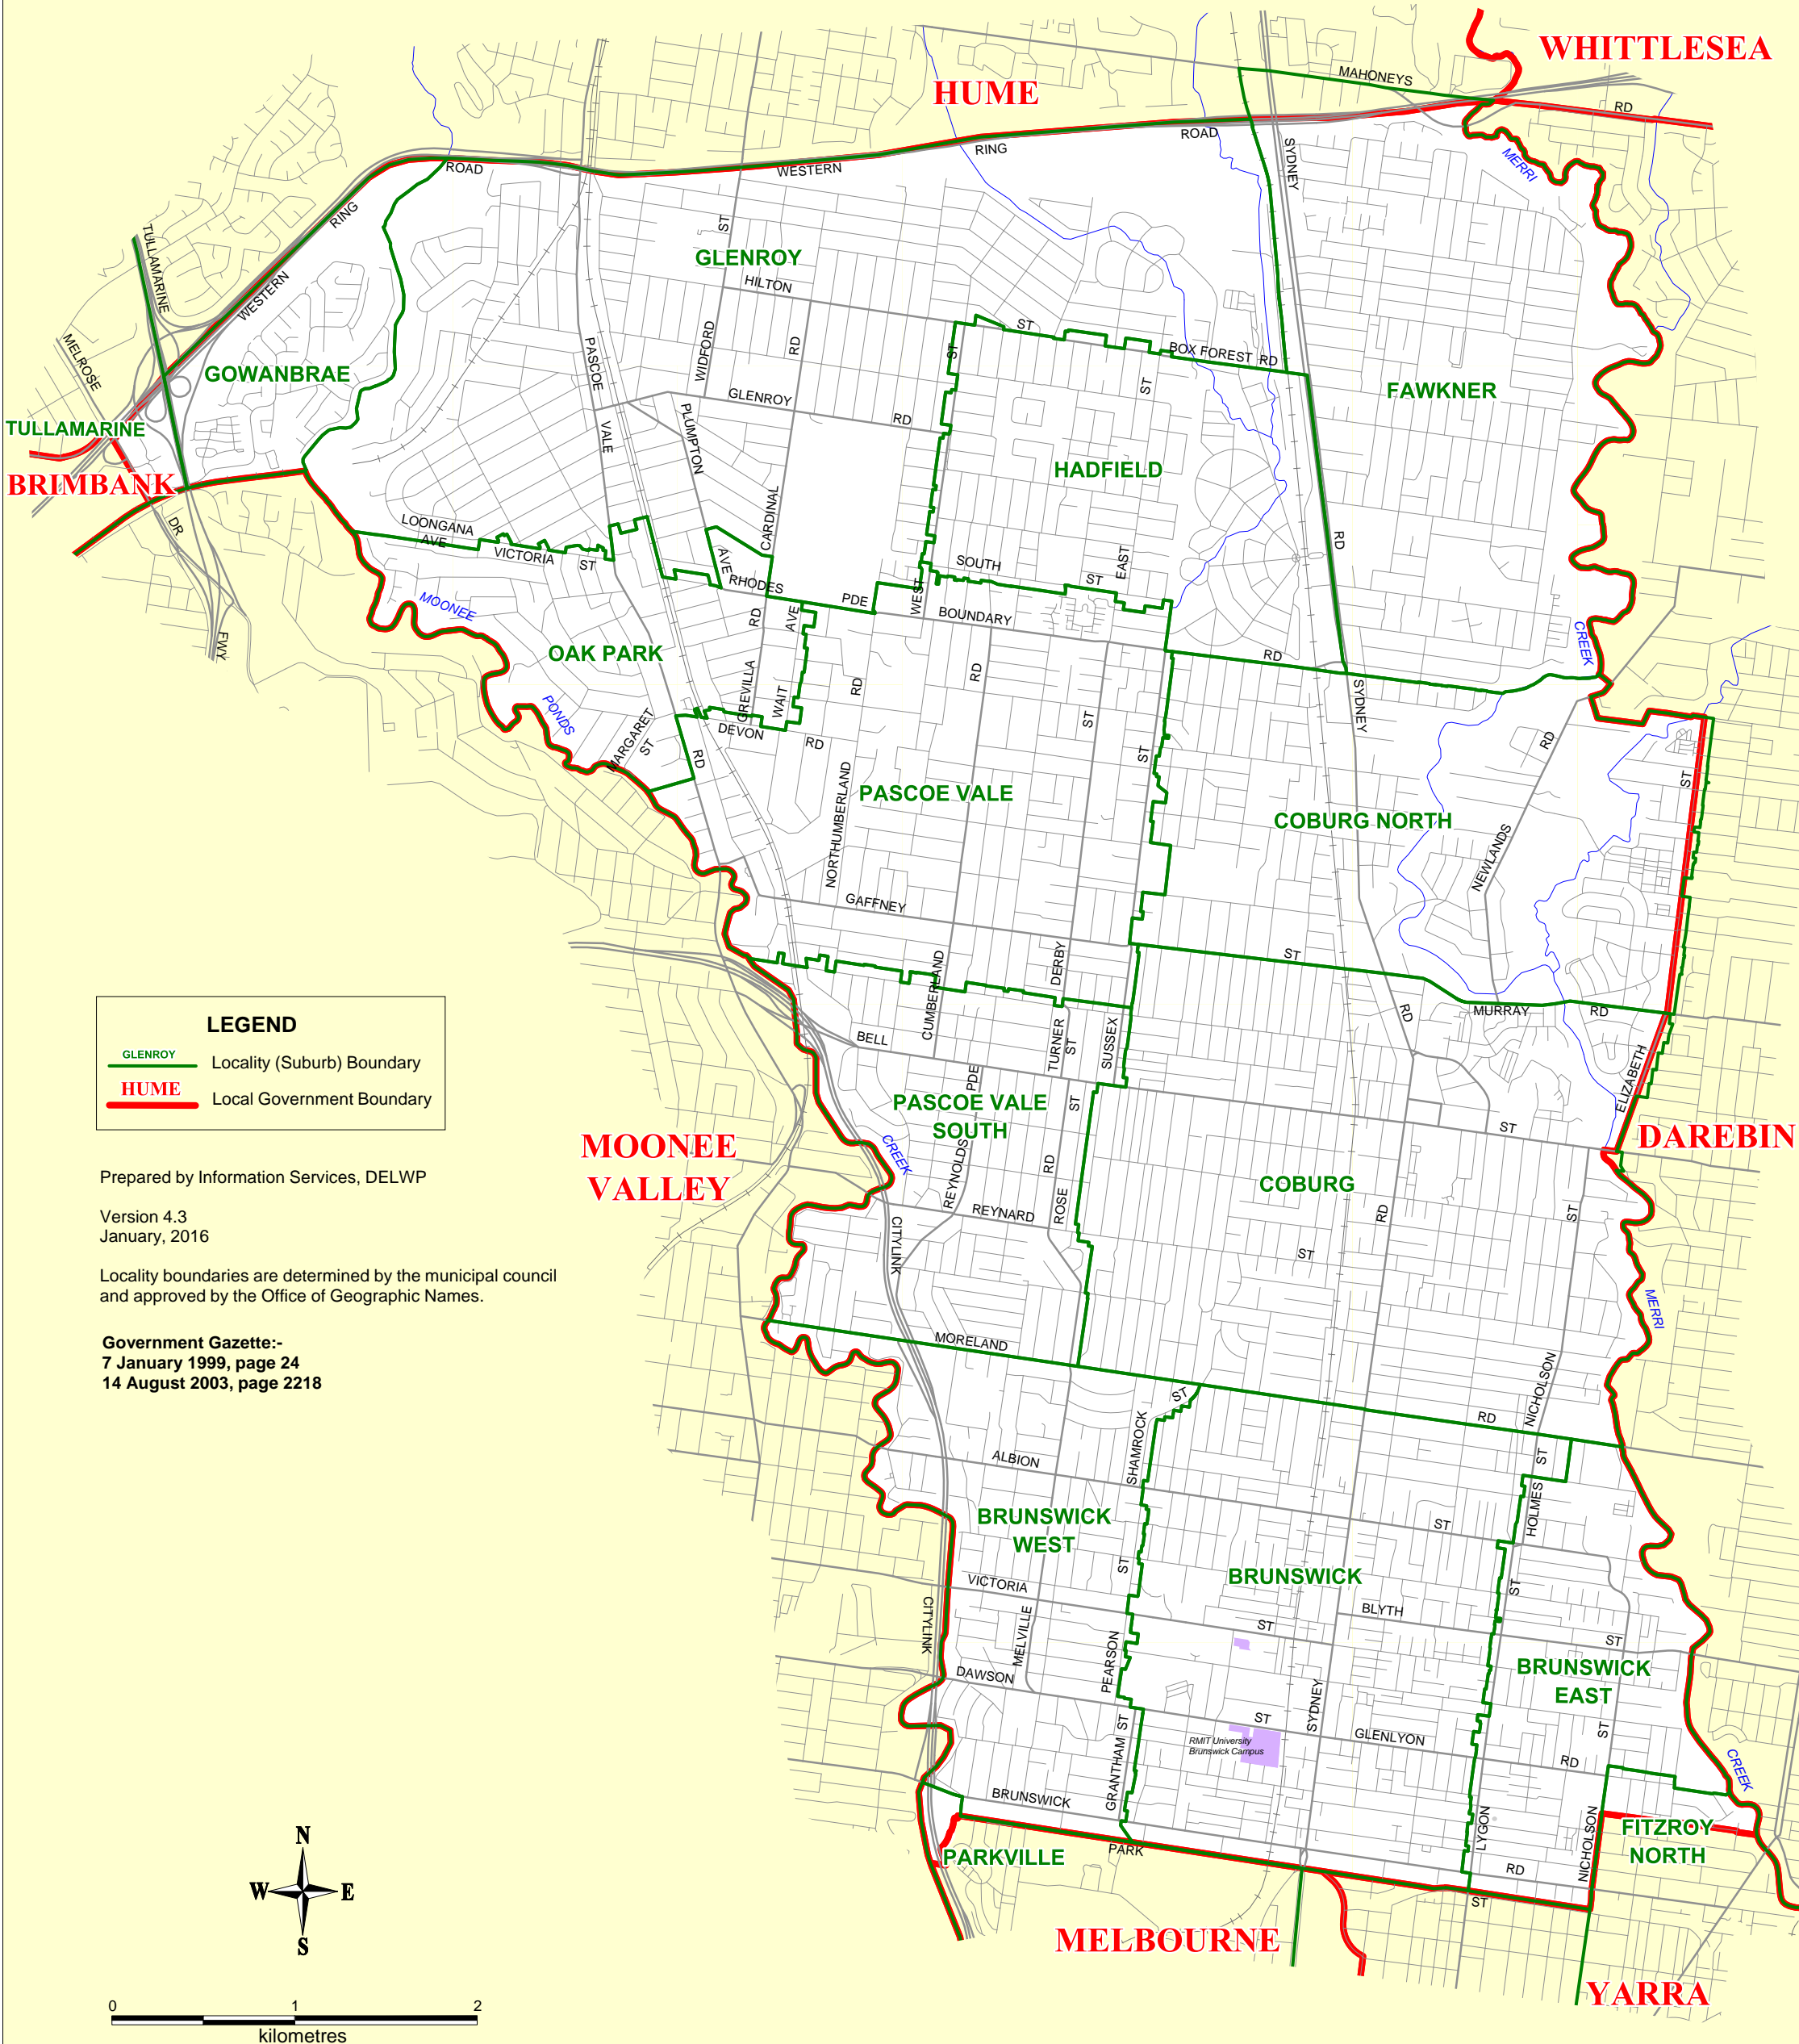 WHITTLESEA
HUME
MAHONEYS
RD
ROAD
RING
WESTERN
ROAD
SYDNEY
MERRI
TULLAMARINE
RING
WESTERN
ST
GLENROY
HILTON
ST
BOX FOREST RD
MELROSE
GOWANBRAE
PASCOE
WIDFORD
RD
ST
ST
FAWKNER
TULLAMARINE
GLENROY
RD
PLUMPTON
VALE
HADFIELD
BRIMBANK
DR
CARDINAL
LOONGANA
AVE
VICTORIA
ST
AVE
RHODES
PDE
WEST
SOUTH
ST
EAST
RD
MOONEE
FWY
RD
AVE
BOUNDARY
RD
CREEK
OAK PARK
GREVILLA
WAIT
RD
RD
SYDNEY
PONDS
MARGARET
ST
DEVON
RD
RD
ST
ST
RD
ST
NORTHUMBERLAND
PASCOE VALE
COBURG NORTH
NEWLANDS
GAFFNEY
ST
CUMBERLAND
DERBY
LEGEND
GLENROY
Locality (Suburb) Boundary
HUME
Local Government Boundary
BELL
TURNER
ST
SUSSEX
RD
MURRAY
RD
ELIZABETH
PDE
ST
PASCOE VALE
SOUTH
ST
DAREBIN
MOONEE
VALLEY
CREEK
REYNOLDS
RD
COBURG
Prepared by Information Services, DELWP
Version 4.3
January, 2016
REYNARD
ROSE
RD
ST
CITYLINK
ST
Locality boundaries are determined by the municipal council
and approved by the Office of Geographic Names.
MERRI
Government Gazette:-
7 January 1999, page 24
14 August 2003, page 2218
MORELAND
NICHOLSON
ST
RD
SHAMROCK
ALBION
ST
HOLMES
BRUNSWICK
WEST
ST
ST
BRUNSWICK
VICTORIA
ST
CITYLINK
MELVILLE
ST
BLYTH
ST
PEARSON
DAWSON
BRUNSWICK
EAST
SYDNEY
ST
GRANTHAM ST
RMIT University
Brunswick Campus
GLENLYON
RD
ST
CREEK
BRUNSWICK
LYGON
NICHOLSON
FITZROY
NORTH
PARKVILLE
PARK
RD
ST
N
W
E
S
MELBOURNE
YARRA
0
1
2
kilometres